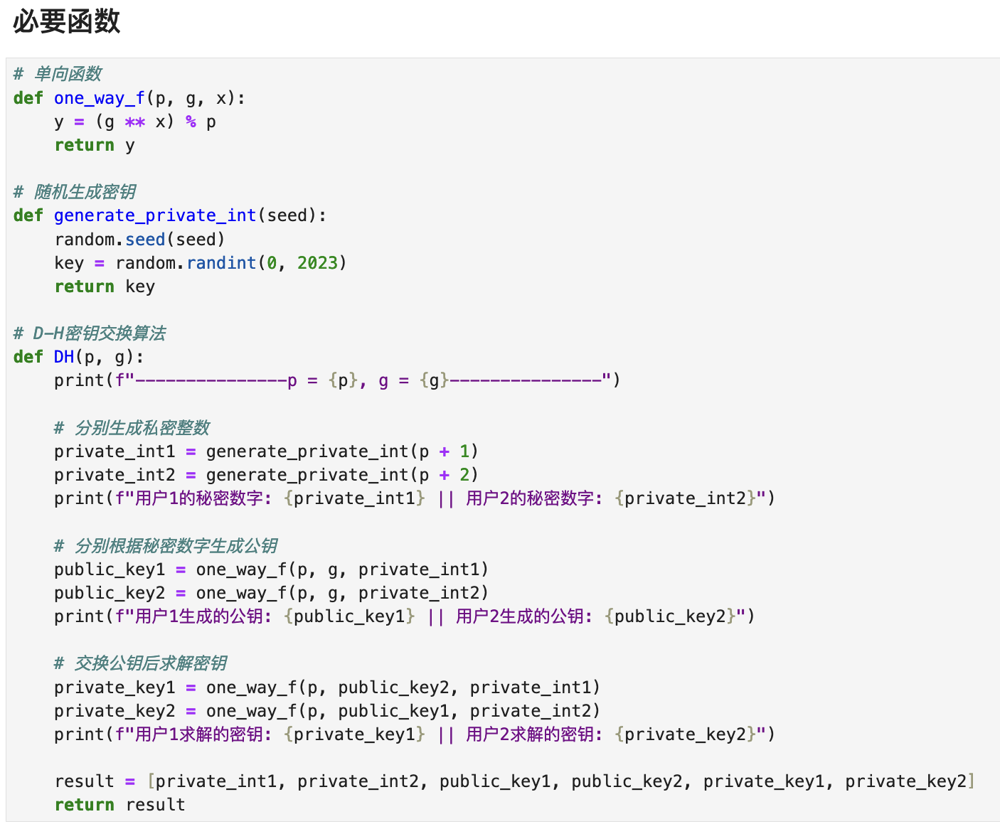 必要函数
# 单向函数
def one_way_f(p, g, x):
    y = (g ** x) % p
    return y
# 随机生成密钥
def generate_private_int(seed):
    random.seed(seed)
    key = random.randint(0, 2023)
    return key
# D-H密钥交换算法
def DH(p, g):
    print(f"---------------p = {p}, g = {g}---------------")
    # 分别生成私密整数
    private_int1 = generate_private_int(p + 1)
    private_int2 = generate_private_int(p + 2)
    print(f"用户1的秘密数字: {private_int1} || 用户2的秘密数字: {private_int2}")
    # 分别根据秘密数字生成公钥
    public_key1 = one_way_f(p, g, private_int1)
    public_key2 = one_way_f(p, g, private_int2)
    print(f"用户1生成的公钥: {public_key1} || 用户2生成的公钥: {public_key2}")
    # 交换公钥后求解密钥
    private_key1 = one_way_f(p, public_key2, private_int1)
    private_key2 = one_way_f(p, public_key1, private_int2)
    print(f"用户1求解的密钥: {private_key1} || 用户2求解的密钥: {private_key2}")
    result = [private_int1, private_int2, public_key1, public_key2, private_key1, private_key2]
    return result